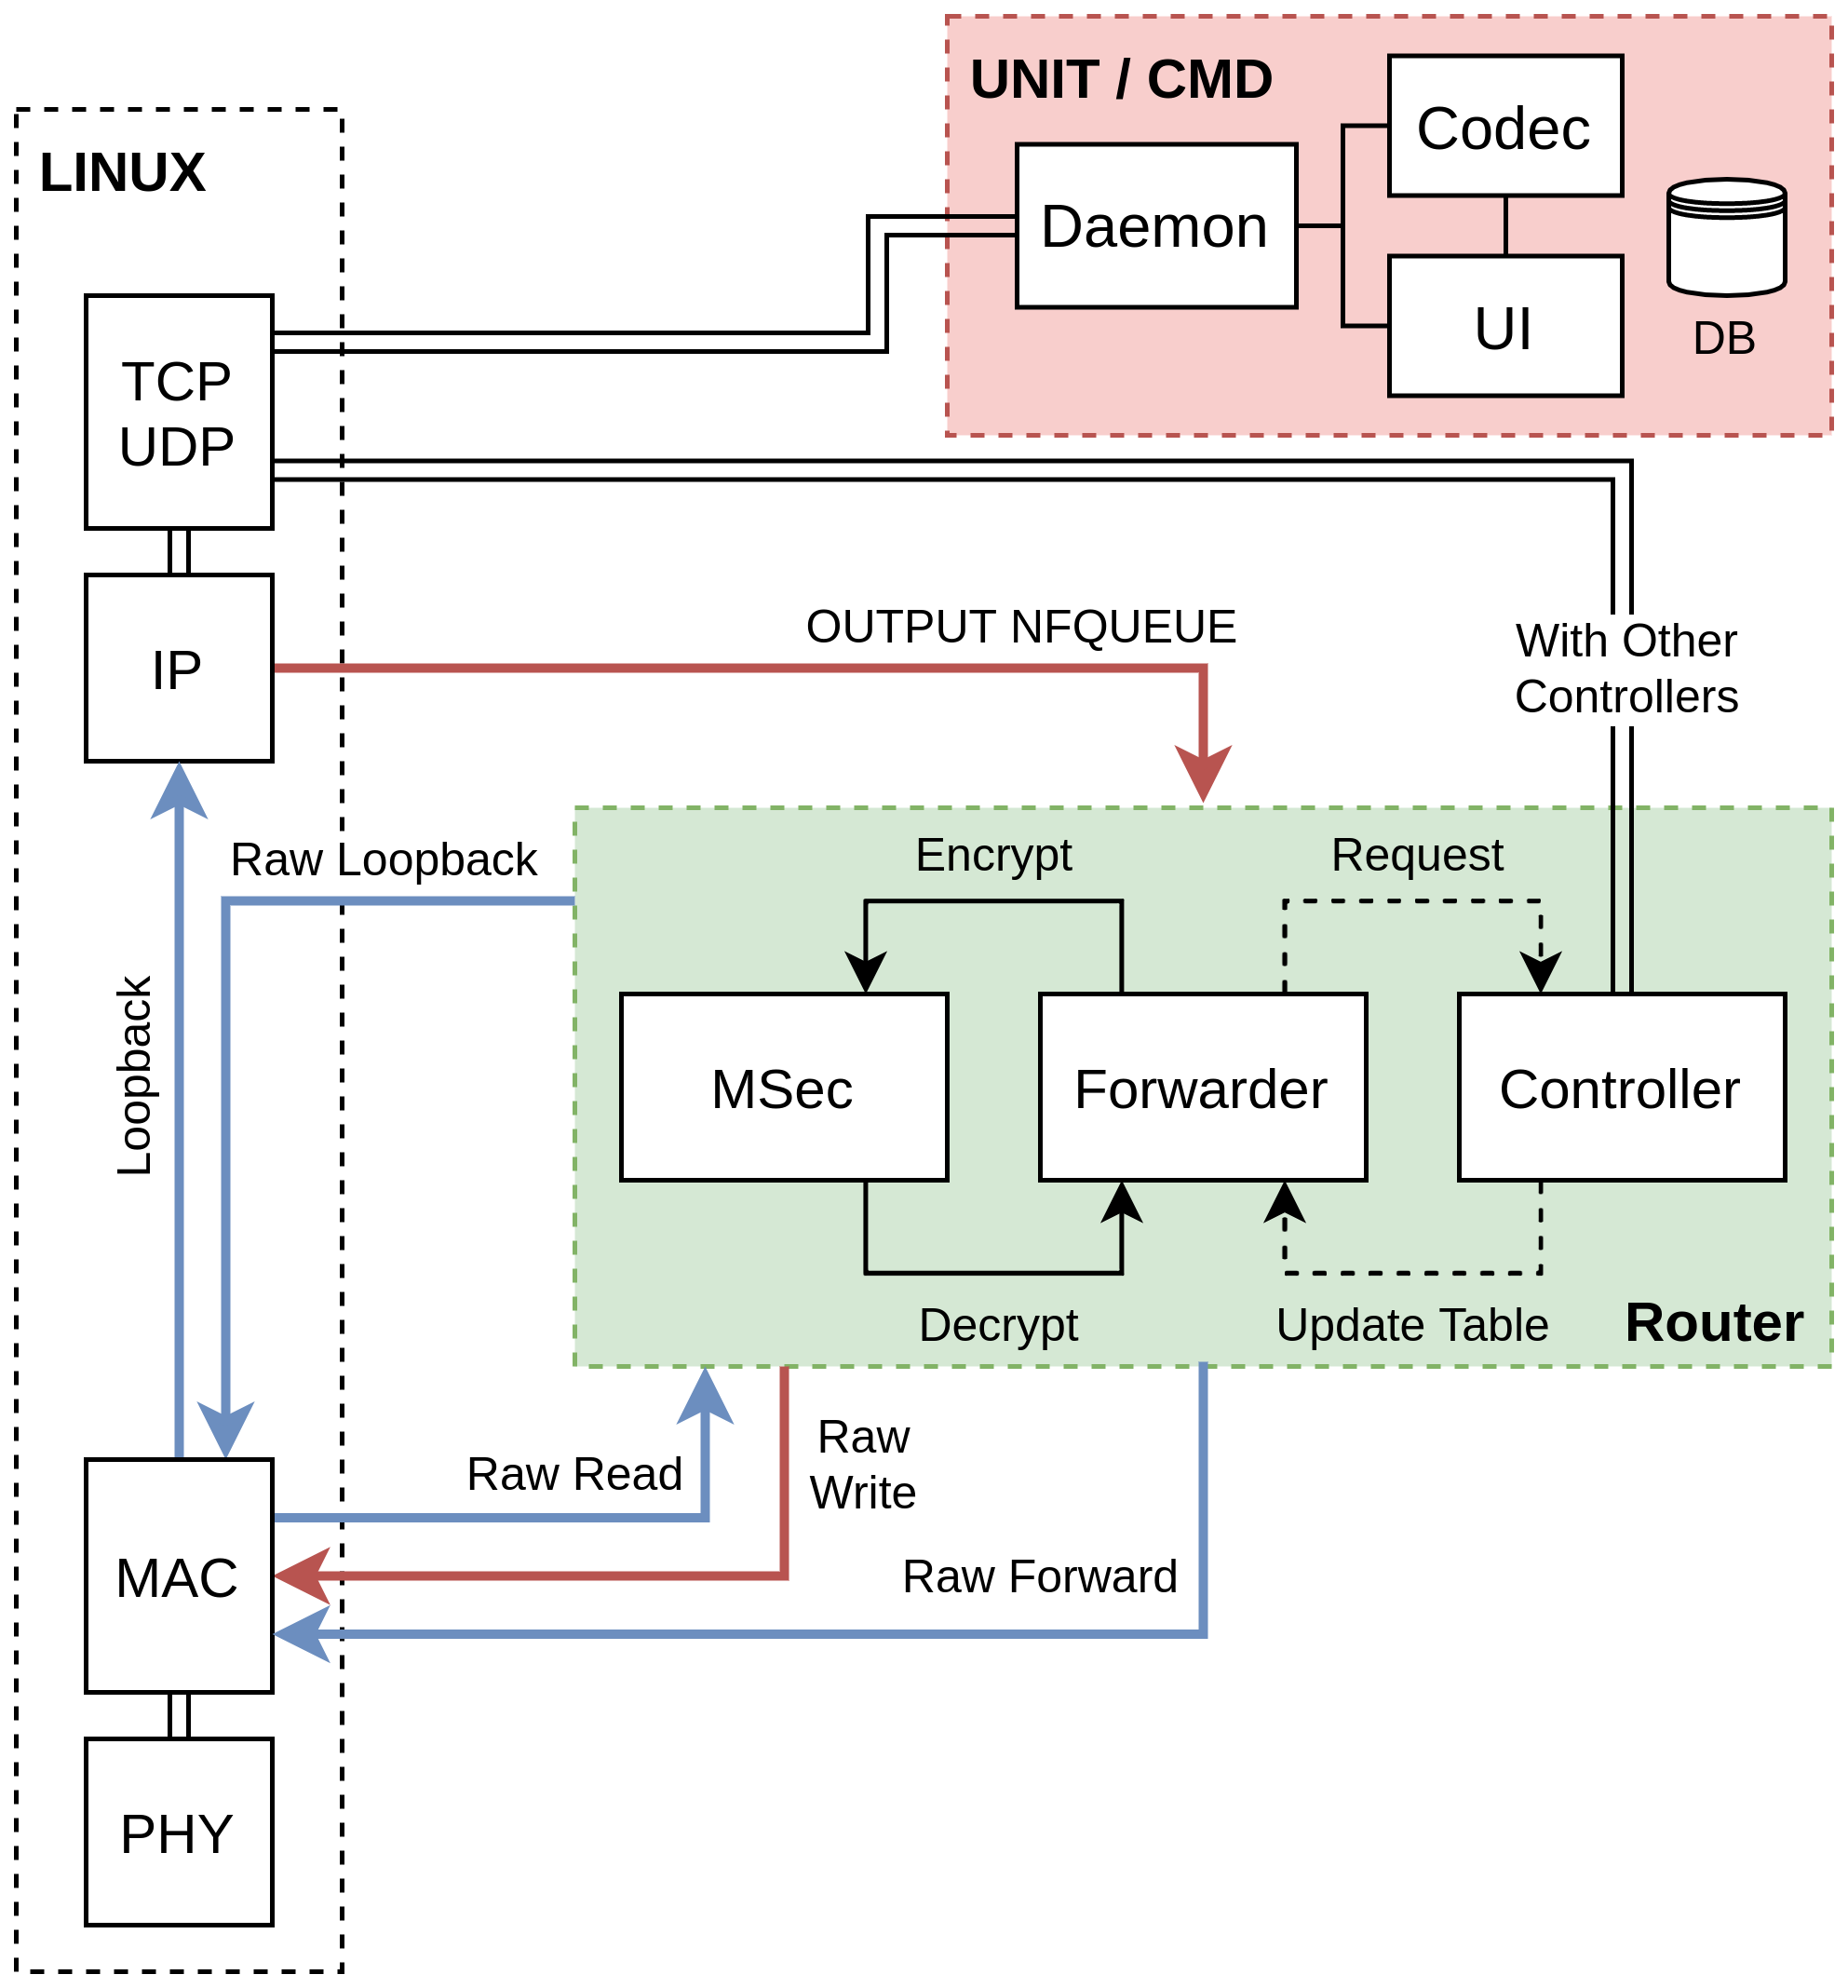 UNIT / CMD
Codec
Daemon
UI
DB
LINUX
TCP
UDP
IP
OUTPUT NFQUEUE
With Other
Controllers
Raw Loopback
Loopback
Encrypt
Request
MSec
Forwarder
Controller
Decrypt
Update Table
Router
Raw Read
Raw
Write
Raw Forward
MAC
PHY